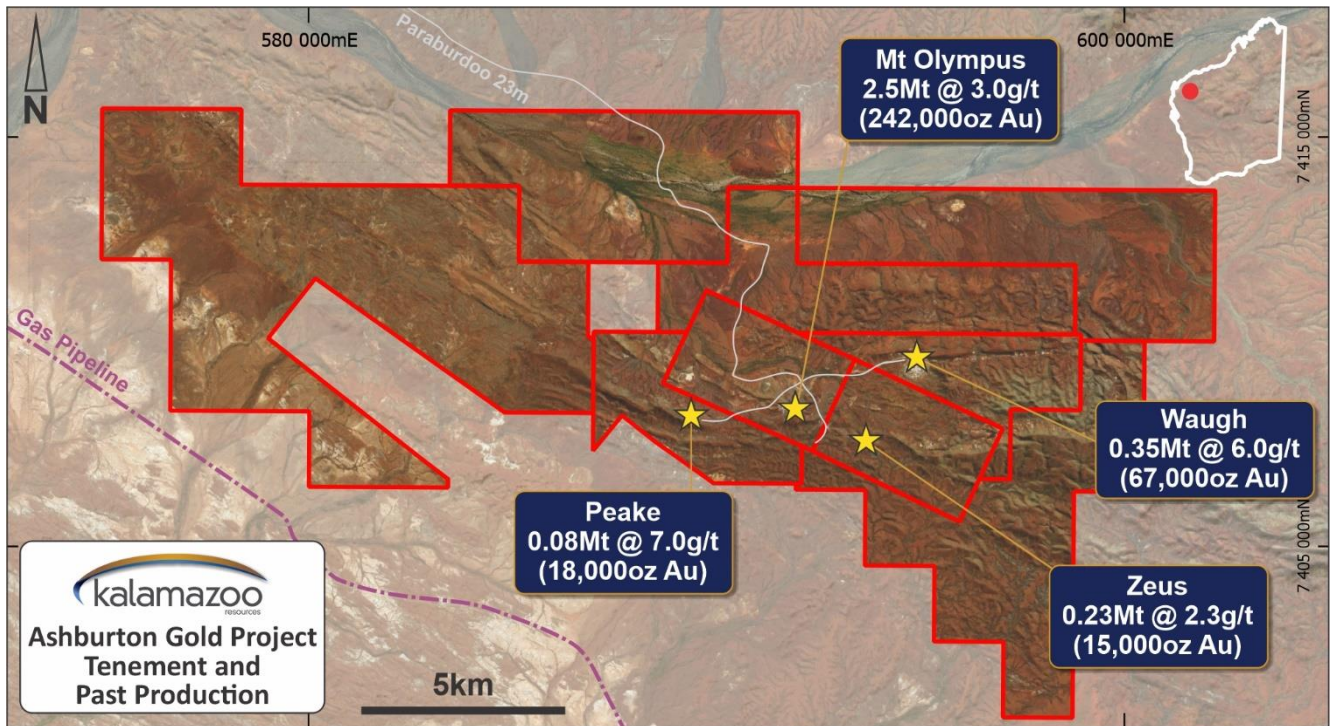 580 000mE
600 000mE
N
Paraburdoo 23m
Mt Olympus
2.5Mt @ 3.0g/t
(242,000oz Au)
7 415 000mN
Gas Pipeline
Waugh
0.35Mt @ 6.0g/t
(67,000oz Au)
Peake
0.08Mt @ 7.0g/t
(18,000oz Au)
7 405 000mN
Zeus
0.23Mt @ 2.3g/t
(15,000oz Au)
kalamazoo
resources
Ashburton Gold Project
Tenement and
Past Production
5km